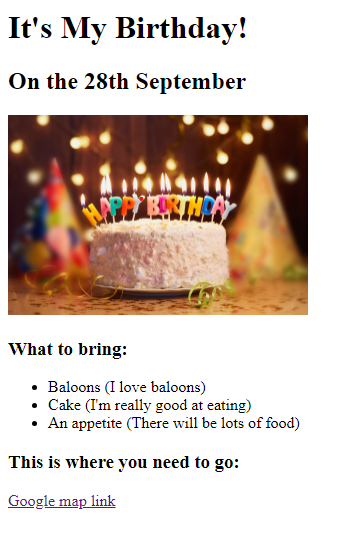 It's My Birthday!
On the 28th September
HAPPY BIRTHDAY
What to bring:
Baloons (I love baloons)
Cake (I'm really good at eating)
An appetite (There will be lots of food)
This is where you need to go:
Google map link